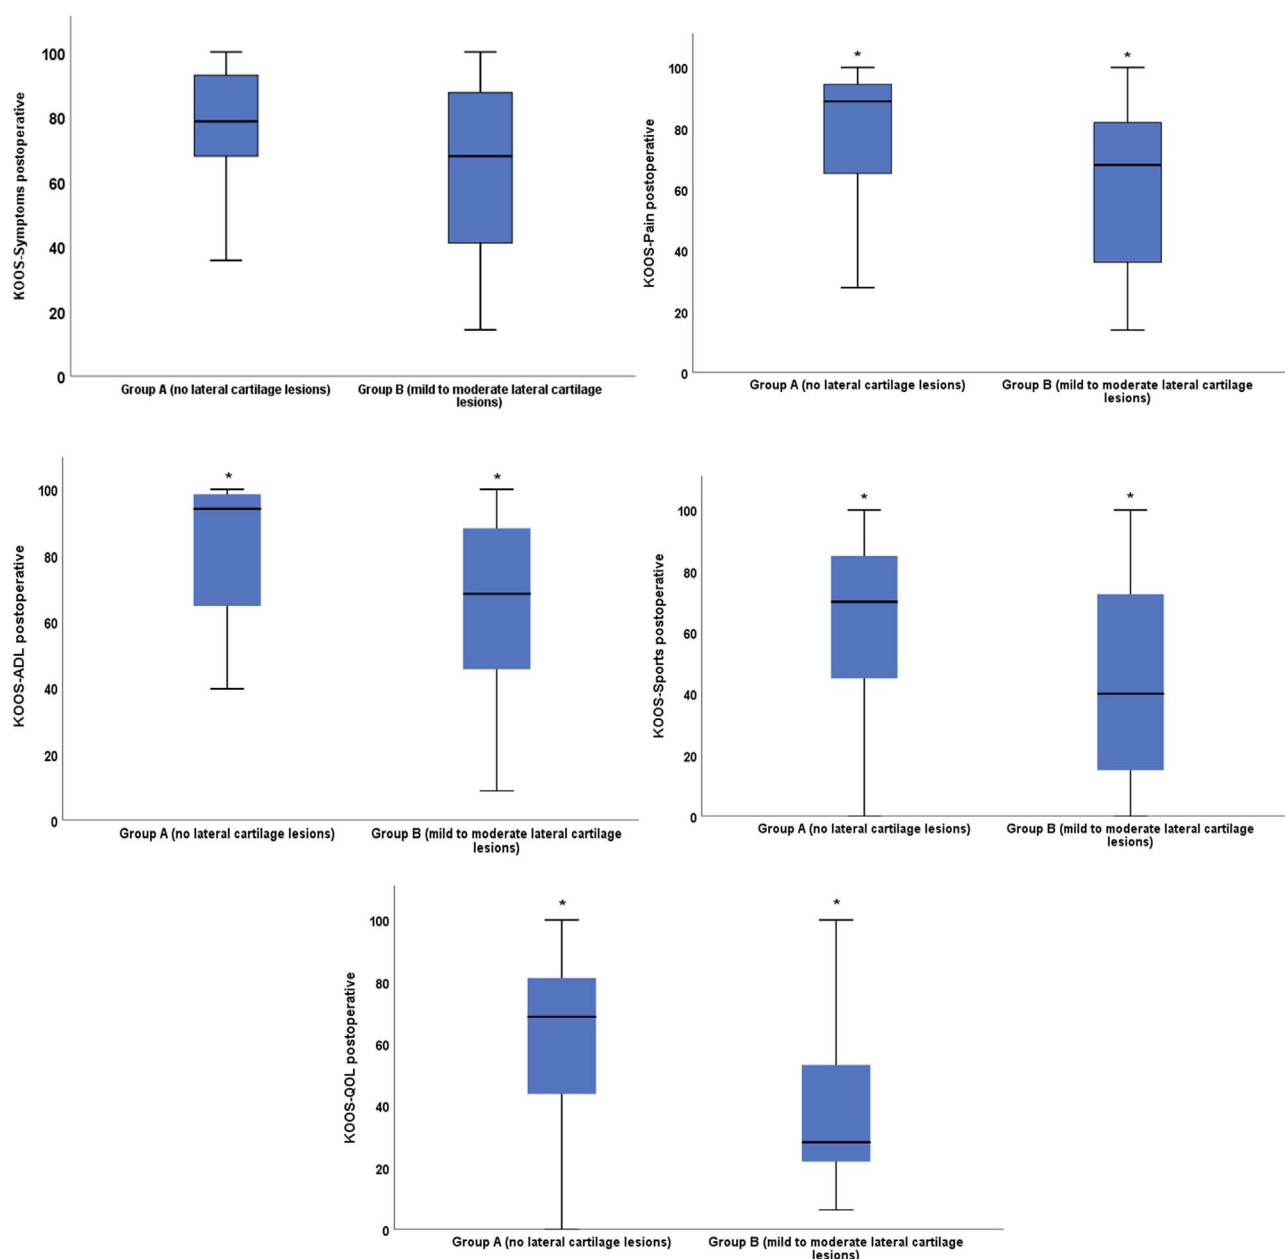 KOOS-Symptoms postoperative
100
80
60
40
20
0
Group A (no lateral cartilage lesions)
Group B (mild to moderate lateral cartilage
lesions)
KOOS-Pain postoperative
100
80
60
40
20
0
*
*
Group A (no lateral cartilage lesions)
Group B (mild to moderate lateral cartilage
lesions)
KOOS-ADL postoperative
100
80
60
40
20
0
*
*
Group A (no lateral cartilage lesions)
Group B (mild to moderate lateral cartilage
lesions)
KOOS-Sports postoperative
100
80
60
40
20
0
*
*
Group A (no lateral cartilage lesions)
Group B (mild to moderate lateral cartilage
lesions)
KOOS-QOL postoperative
100
80
60
40
20
0
*
*
Group A (no lateral cartilage lesions)
Group B (mild to moderate lateral cartilage
lesions)